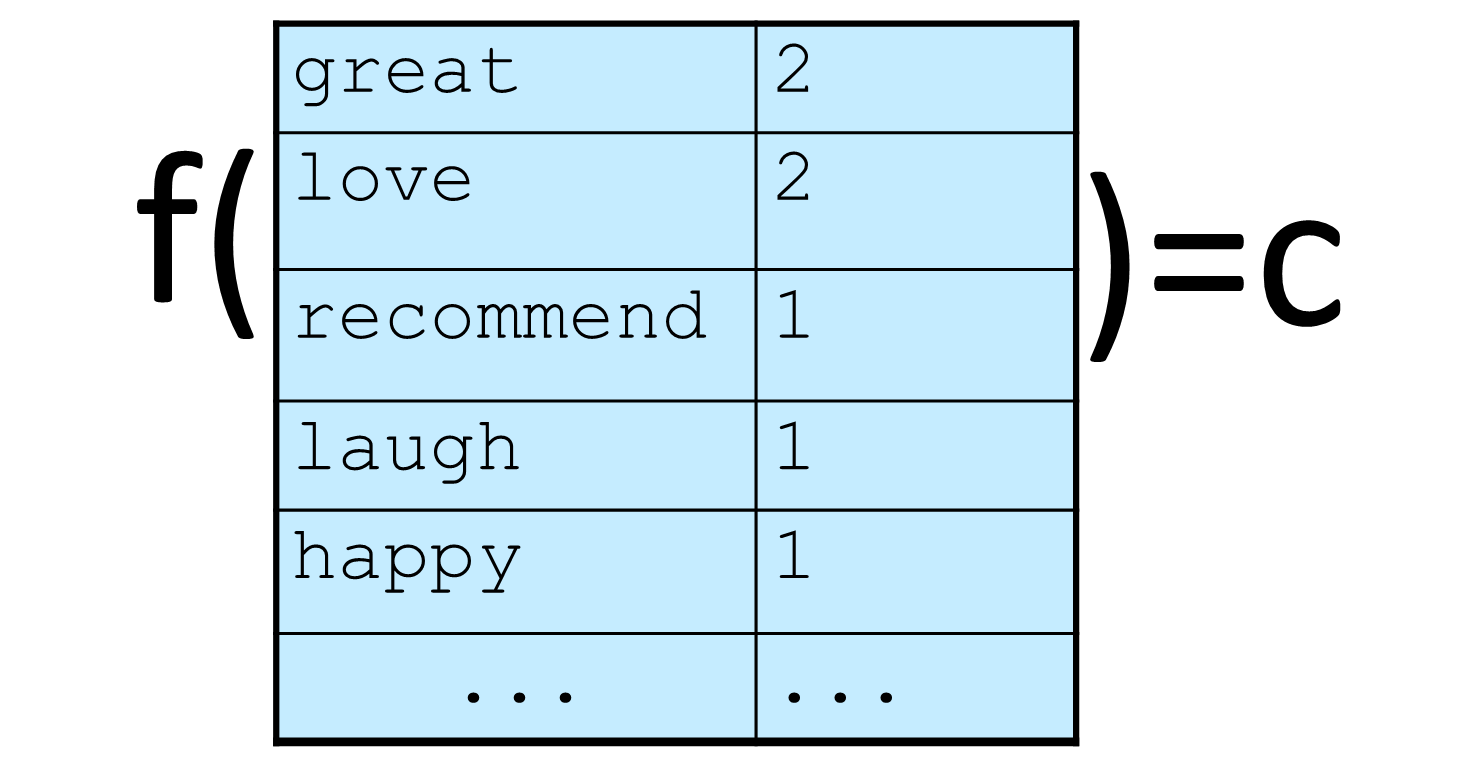 f(
great 2
love 2
recommend 1
laugh 1
happy 1
... ...
)=c